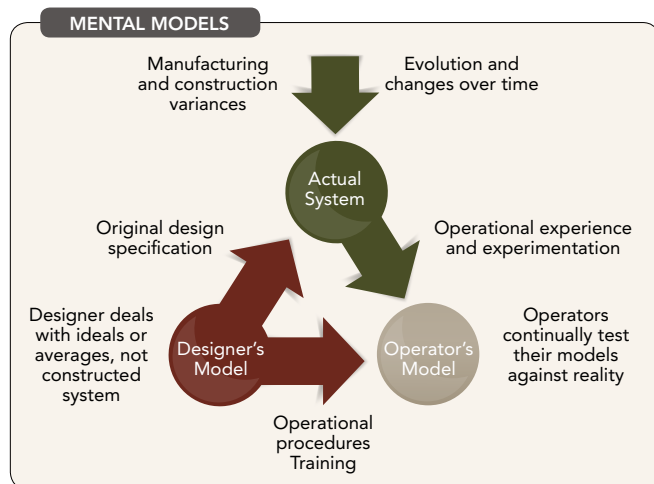 MENTAL MODELS
Manufacturing
and construction
variances
Evolution and
changes over time
Actual
System
Original design
specification
Operational experience
and experimentation
Designer deals
with ideals or
averages, not
constructed
system
Designer's
Model
Operator's
Model
Operators
continually test
their models
against reality
Operational
procedures
Training